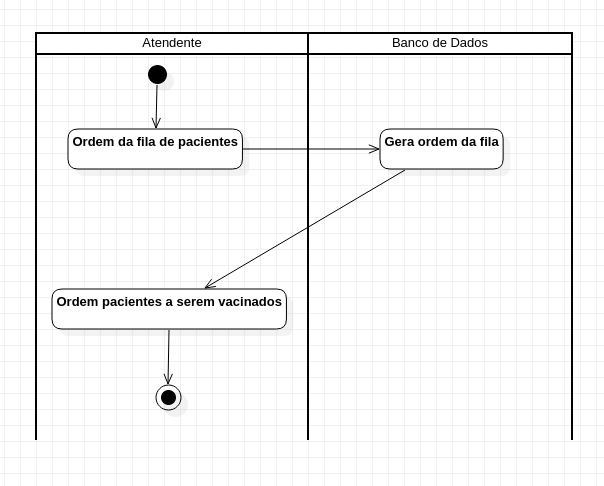 Atendente
Banco de Dados
Ordem da fila de pacientes
Gera ordem da fila
Ordem pacientes a serem vacinados